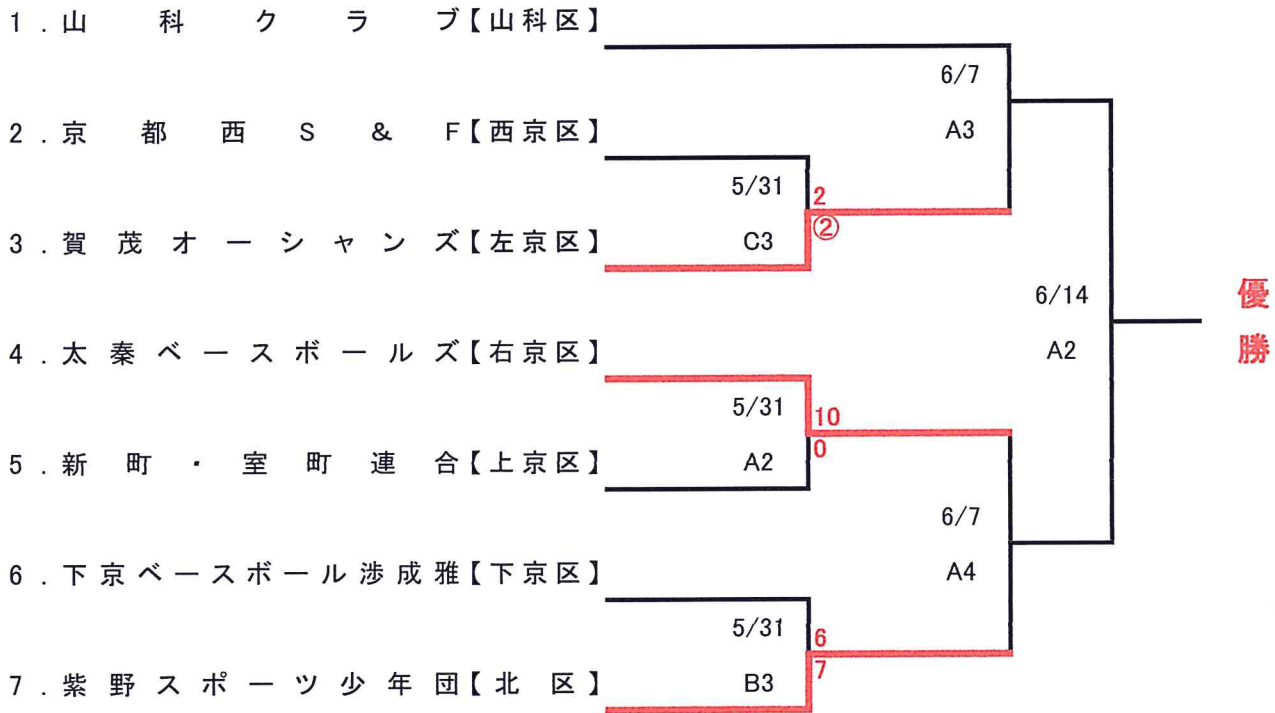 1．山科クラブ【山科区】
6/7
2．京都西S＆F【西京区】
A3
5/31
2
②
3．賀茂オーシャンズ【左京区】
C3
6/14
優勝
4．太秦ベースボールズ【右京区】
A2
5/31
10
0
5．新町・室町連合【上京区】
A2
6/7
6．下京ベースボール渉成雅【下京区】
A4
5/31
6
7
7．紫野スポーツ少年団【北区】
B3